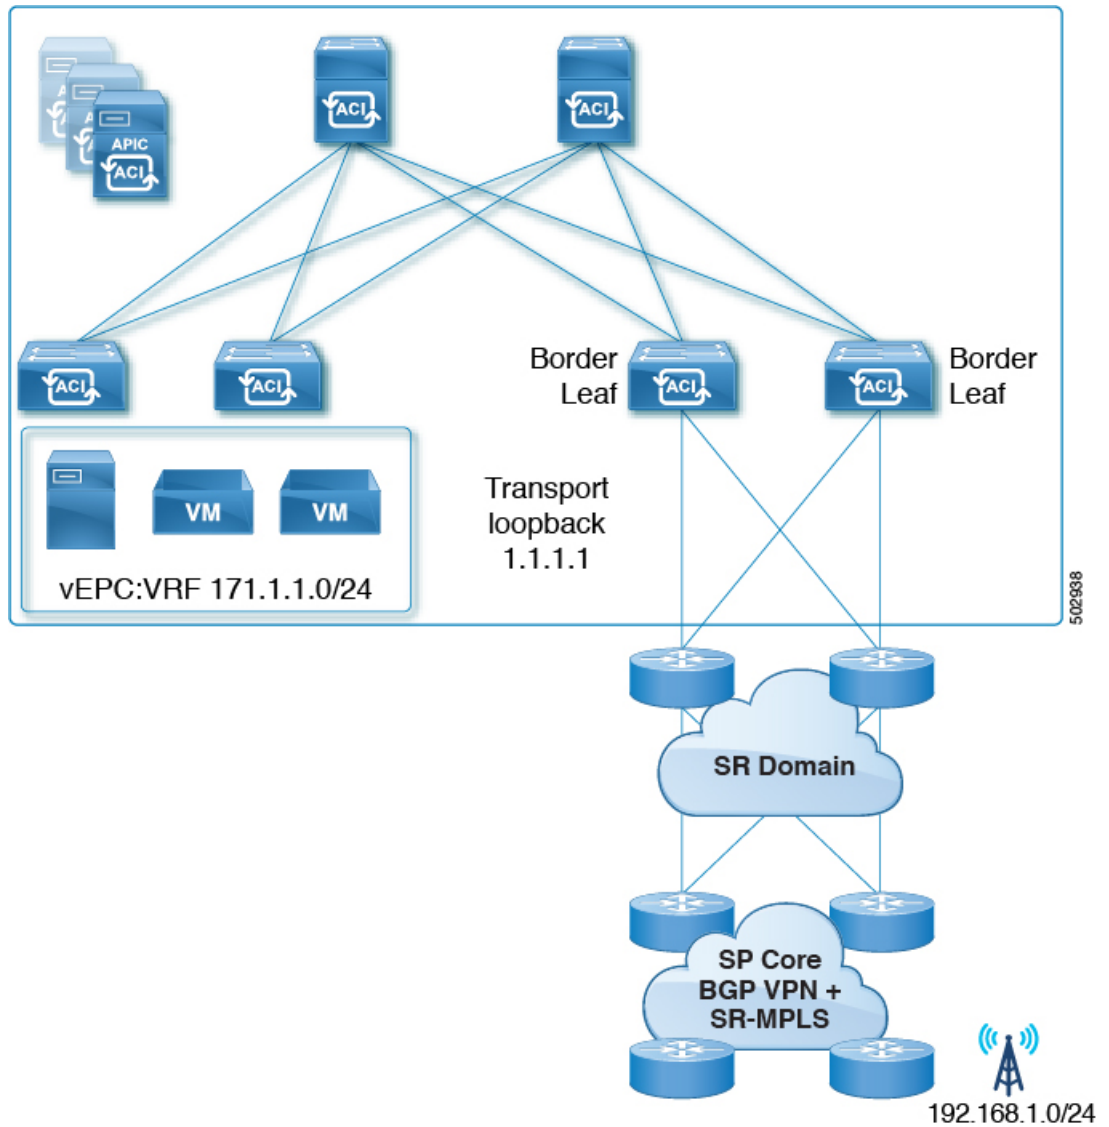 ACI
ACI
A
A
APIC
ACI
Border
Leaf
Border
Leaf
ACI
ACI
ACI
ACI
VM
VM
vEPC:VRF 171.1.1.0/24
Transport
loopback
1.1.1.1
502938
SR Domain
SP Core
BGP VPN +
SR-MPLS
192.168.1.0/24